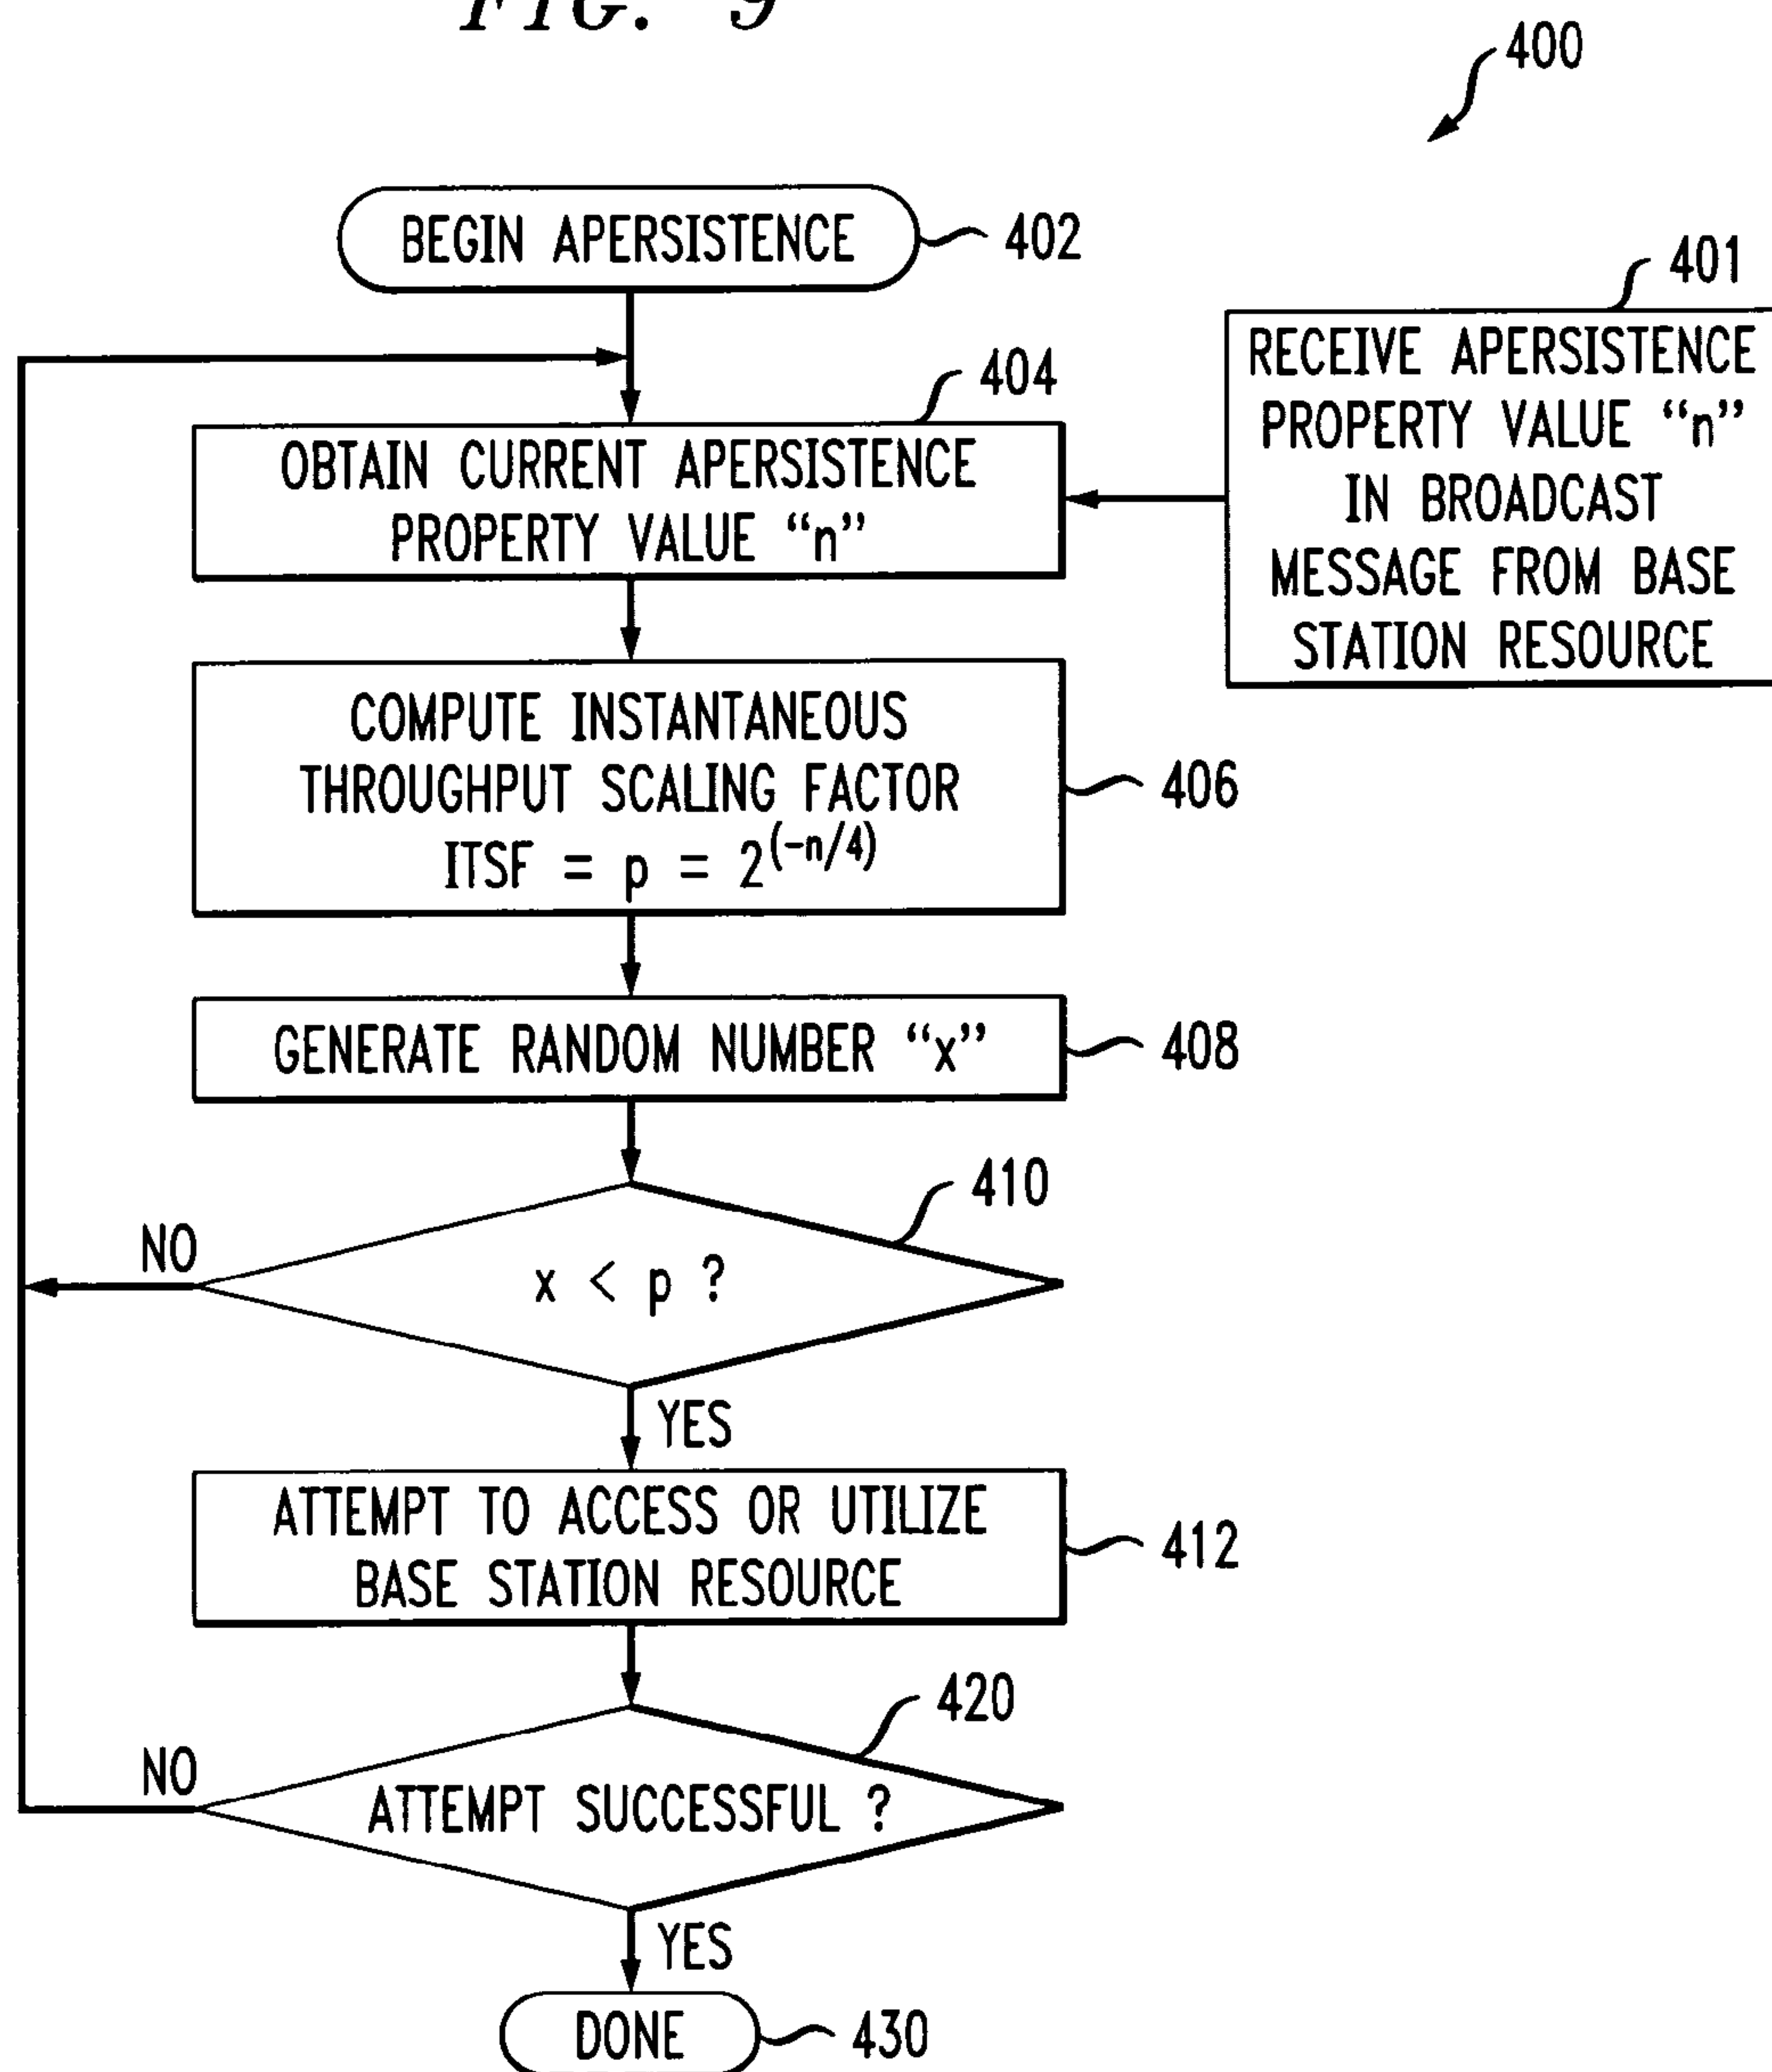 FIG. 9
400
BEGIN APERSISTENCE
402
401
RECEIVE APERSISTENCE
PROPERTY VALUE “n”
IN BROADCAST
MESSAGE FROM BASE
STATION RESOURCE
404
OBTAIN CURRENT APERSISTENCE
PROPERTY VALUE “n”
COMPUTE INSTANTANEOUS
THROUGHPUT SCALING FACTOR
ITSF = p = 2^(-n/4)
406
GENERATE RANDOM NUMBER “x”
408
410
NO
x < p ?
YES
ATTEMPT TO ACCESS OR UTILIZE
BASE STATION RESOURCE
412
420
NO
ATTEMPT SUCCESSFUL ?
YES
DONE
430